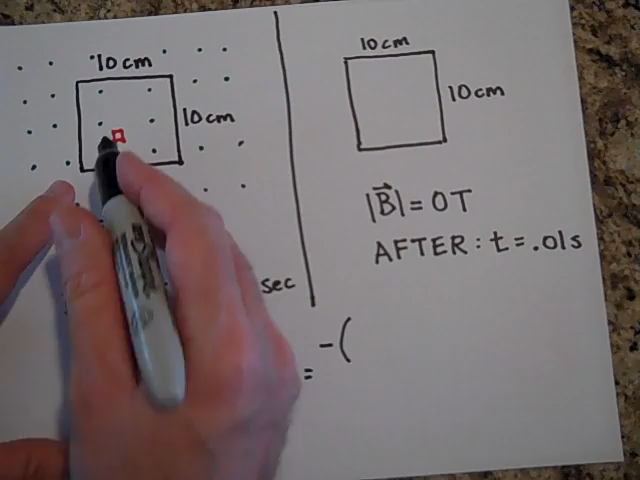 10cm
10cm
sec
10cm
10cm
|B⃗| = 0T
AFTER: t = .01s
= -(